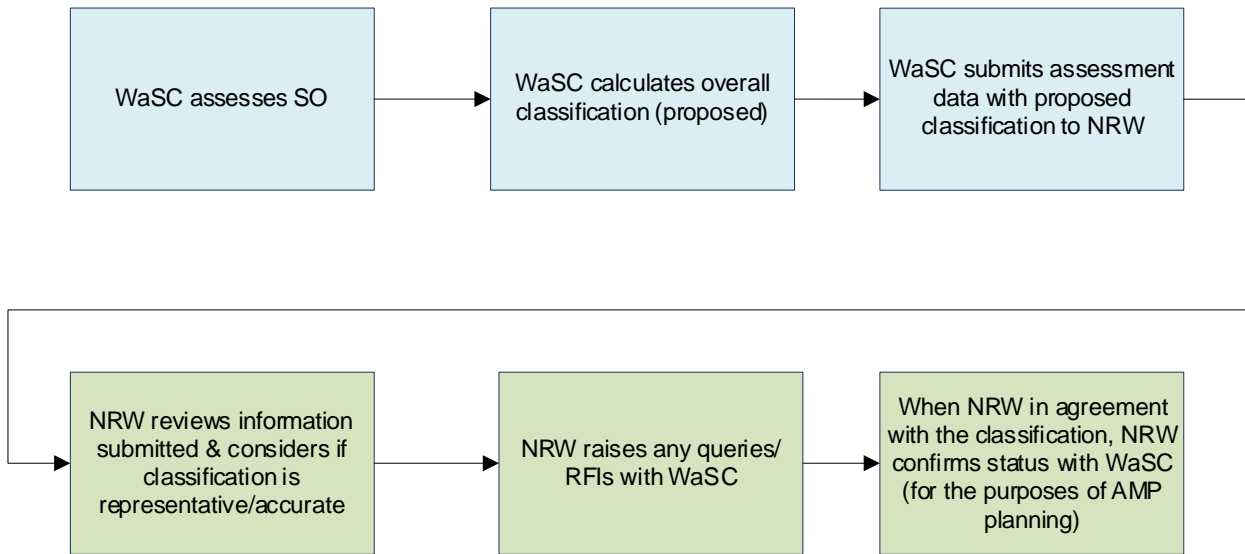 WaSC assesses SO
WaSC calculates overall
classification (proposed)
WaSC submits assessment
data with proposed
classification to NRW
NRW reviews information
submitted & considers if
classification is
representative/accurate
NRW raises any queries/
RFIs with WaSC
When NRW in agreement
with the classification, NRW
confirms status with WaSC
(for the purposes of AMP
planning)